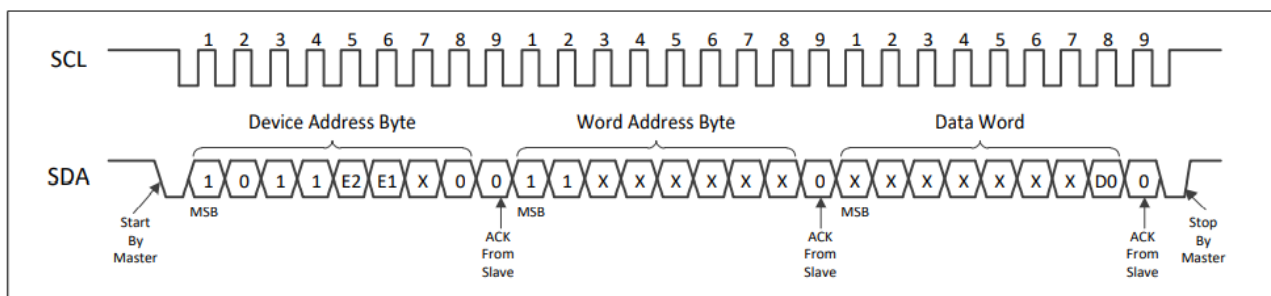 SCL 1 2 3 4 5 6 7 8 9 1 2 3 4 5 6 7 8 9 1 2 3 4 5 6 7 8 9
Device Address Byte Word Address Byte Data Word
SDA 1 0 1 1 E2 E1 X 0 0 1 1 X X X X X X 0 X X X X X X X D0 0
MSB MSB MSB
Start
By
Master
ACK
From
Slave
ACK
From
Slave
ACK
From
Slave
Stop
By
Master